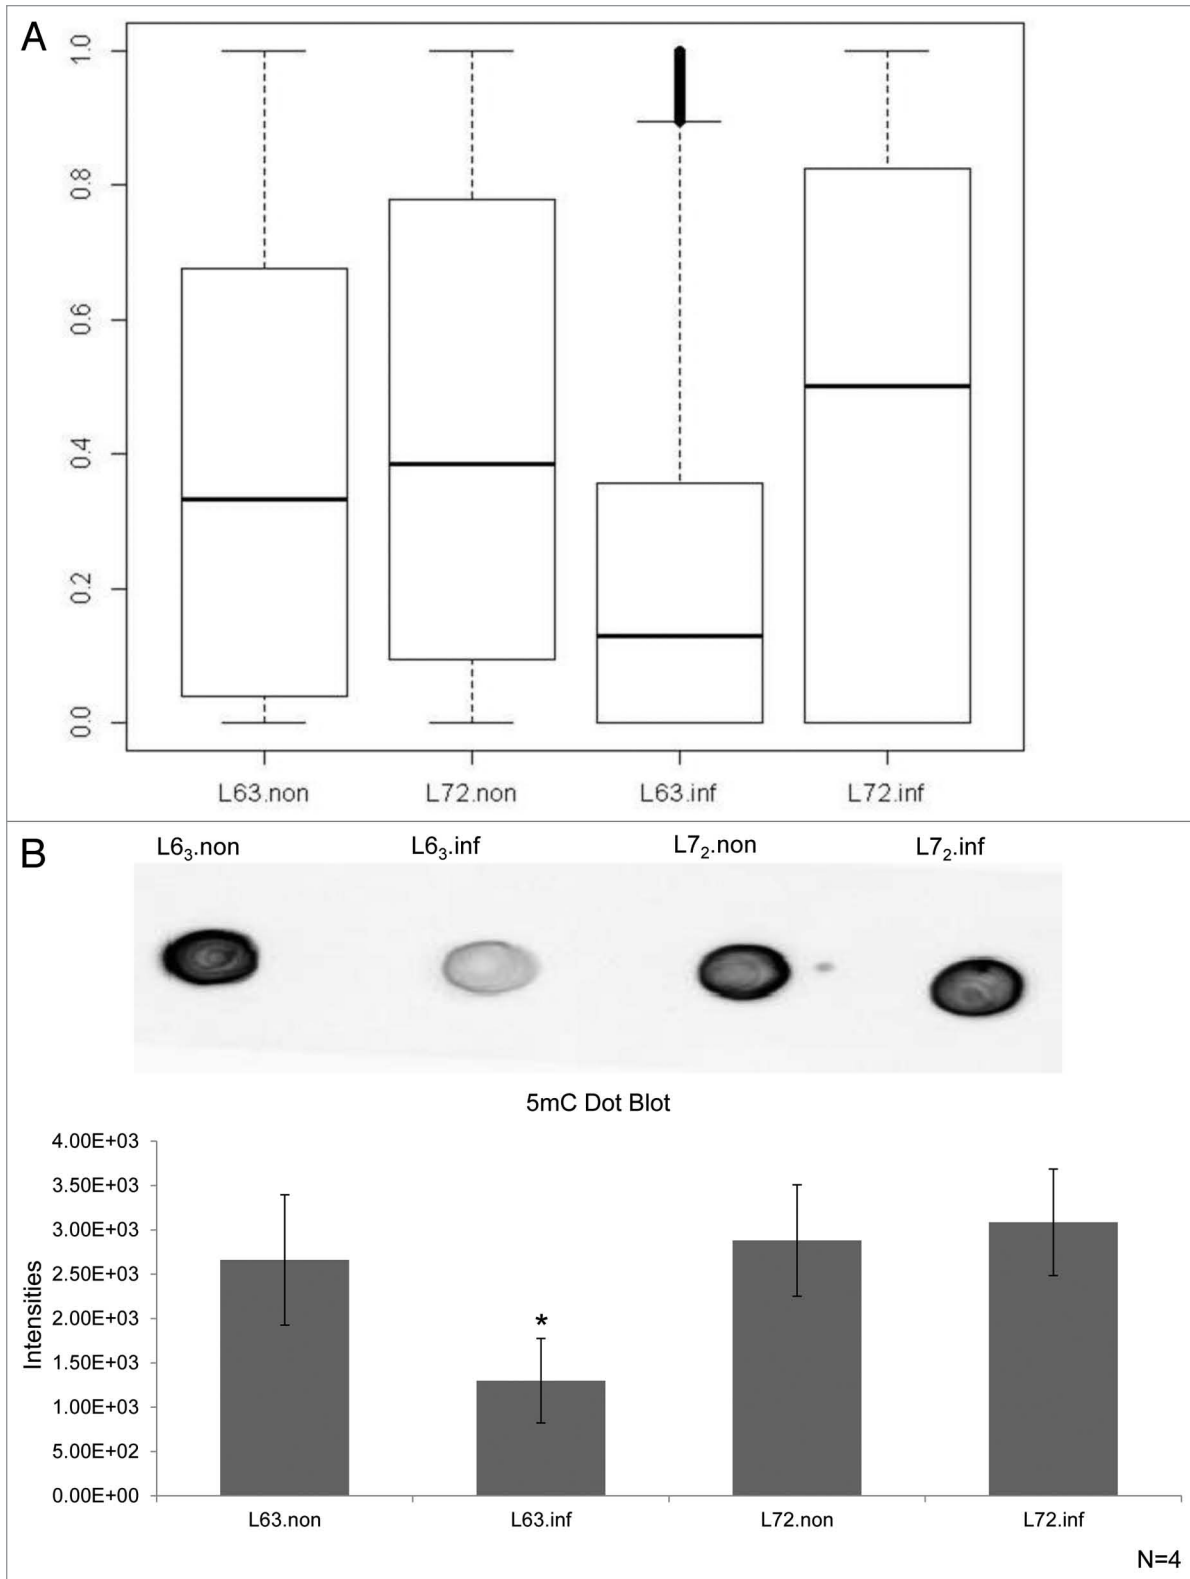 A
1.0
0.8
0.6
0.4
0.2
0.0
L63.non L72.non L63.inf L72.inf
B
L6₃.non L6₃.inf L7₂.non L7₂.inf
5mC Dot Blot
4.00E+03
3.50E+03
3.00E+03
2.50E+03
2.00E+03
1.50E+03
1.00E+03
5.00E+02
0.00E+00
Intensities
*
L63.non L63.inf L72.non L72.inf
N=4